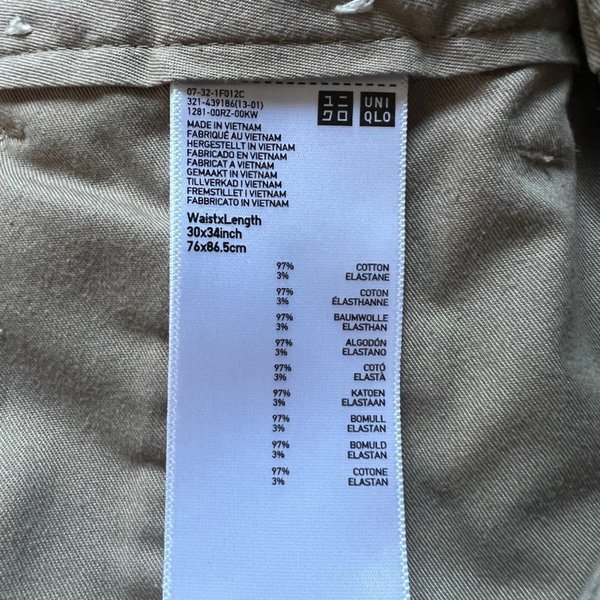 07-32-1F012C
321-439186(13-01)
1281-00RZ-00KW
ユニ
クロ
UNI
QLO
MADE IN VIETNAM
FABRIQUÉ AU VIETNAM
HERGESTELLT IN VIETNAM
FABRICADO EN VIETNAM
FABRICAT A VIETNAM
GEMAAKT IN VIETNAM
TILLVERKAD I VIETNAM
FREMSTILLET I VIETNAM
FABBRICATO IN VIETNAM
WaistxLength
30x34inch
76x86.5cm
97% COTTON
3% ELASTANE
97% COTON
3% ÉLASTHANNE
97% BAUMWOLLE
3% ELASTHAN
97% ALGODÓN
3% ELASTANO
97% COTÓ
3% ELASTÀ
97% KATOEN
3% ELASTAAN
97% BOMULL
3% ELASTAN
97% BOMULD
3% ELASTAN
97% COTONE
3% ELASTAN